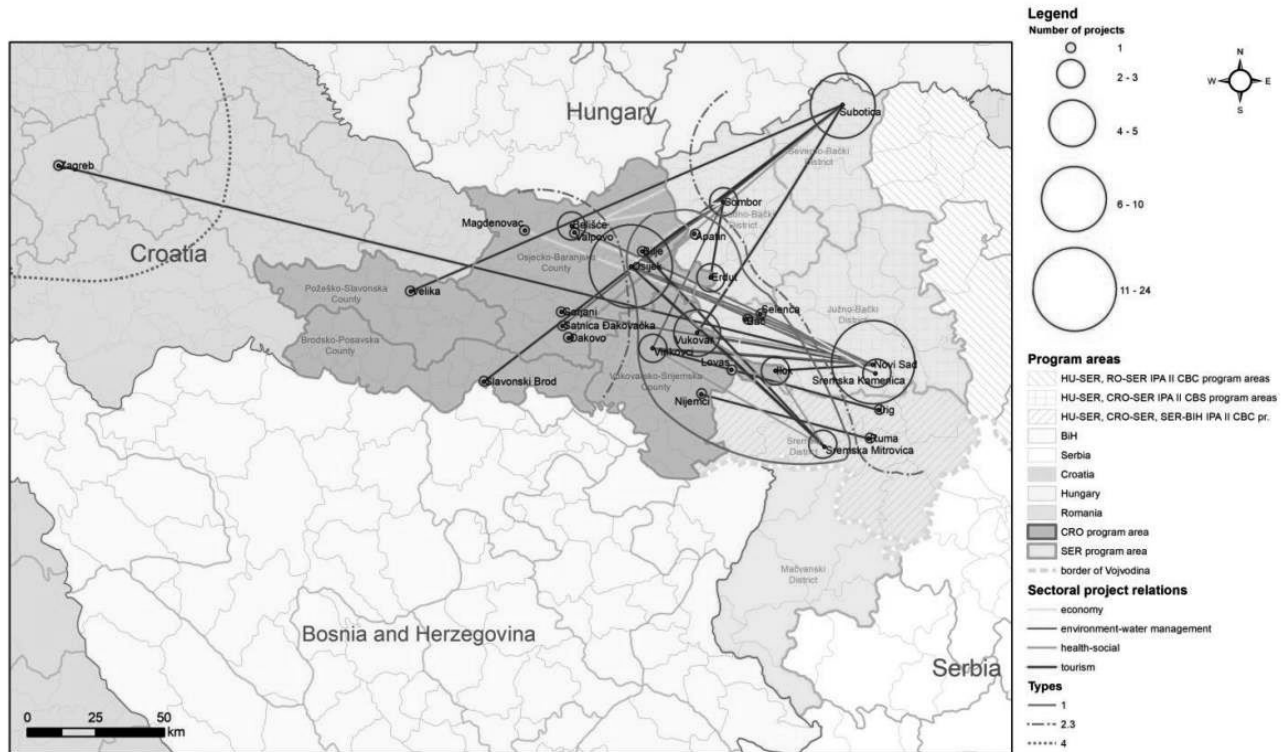 Hungary
Croatia
Bosnia and Herzegovina
Serbia
Subotica
Zagreb
Sombor
Magdenovac
Belišće
Valpovo
Apatin
Bilje
Osijek
Erdut
Osjecko-Baranjsko
County
Velika
Požeško-Slavonska
County
Selenča
Bač
Južno-Bački
District
Satnica Đakovačka
Đakovo
Brodsko-Posavska
County
Vukovar
Vinkovci
Lovas
Ilok
Novi Sad
Sremska Kamenica
Slavonski Brod
Vukovarsko-Srijemska
County
Nijemci
Irig
Ruma
Sremska Mitrovica
Mačvanski
District
0 25 50
km
Legend
Number of projects
1
2 - 3
4 - 5
6 - 10
11 - 24
N
W
E
S
Program areas
HU-SER, RO-SER IPA II CBC program areas
HU-SER, CRO-SER IPA II CBS program areas
HU-SER, CRO-SER, SER-BIH IPA II CBC pr.
BiH
Serbia
Croatia
Hungary
Romania
CRO program area
SER program area
border of Vojvodina
Sectoral project relations
economy
environment-water management
health-social
tourism
Types
1
2.3
4